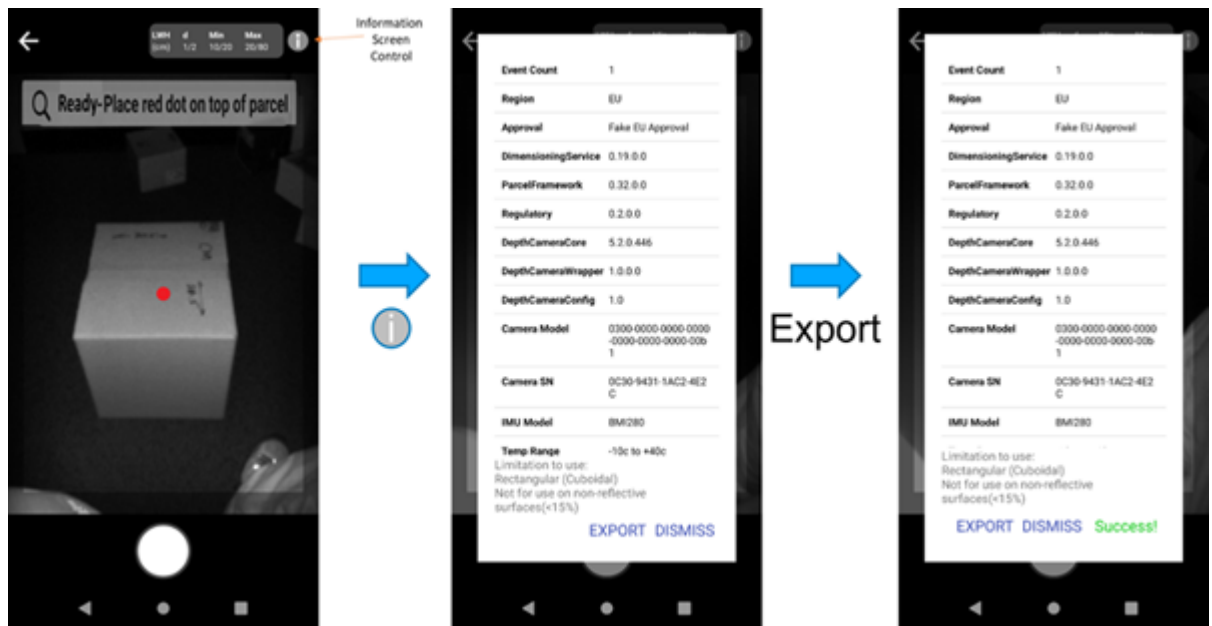 LWH d Min Max
(cm) 1/2 10/20 20/80
i
Information
Screen
Control
Ready-Place red dot on top of parcel
i
Export
Event Count 1
Region EU
Approval Fake EU Approval
DimensioningService 0.19.0.0
ParcelFramework 0.32.0.0
Regulatory 0.2.0.0
DepthCameraCore 5.2.0.446
DepthCameraWrapper 1.0.0.0
DepthCameraConfig 1.0
Camera Model 0300-0000-0000-0000
-0000-0000-0000-00b
1
Camera SN 0C30-9431-1AC2-4E2
C
IMU Model BMI280
Temp Range -10c to +40c
Limitation to use:
Rectangular (Cuboidal)
Not for use on non-reflective
surfaces(<15%)
EXPORT DISMISS
Event Count 1
Region EU
Approval Fake EU Approval
DimensioningService 0.19.0.0
ParcelFramework 0.32.0.0
Regulatory 0.2.0.0
DepthCameraCore 5.2.0.446
DepthCameraWrapper 1.0.0.0
DepthCameraConfig 1.0
Camera Model 0300-0000-0000-0000
-0000-0000-0000-00b
1
Camera SN 0C30-9431-1AC2-4E2
C
IMU Model BMI280
Limitation to use:
Rectangular (Cuboidal)
Not for use on non-reflective
surfaces(<15%)
EXPORT DISMISS Success!